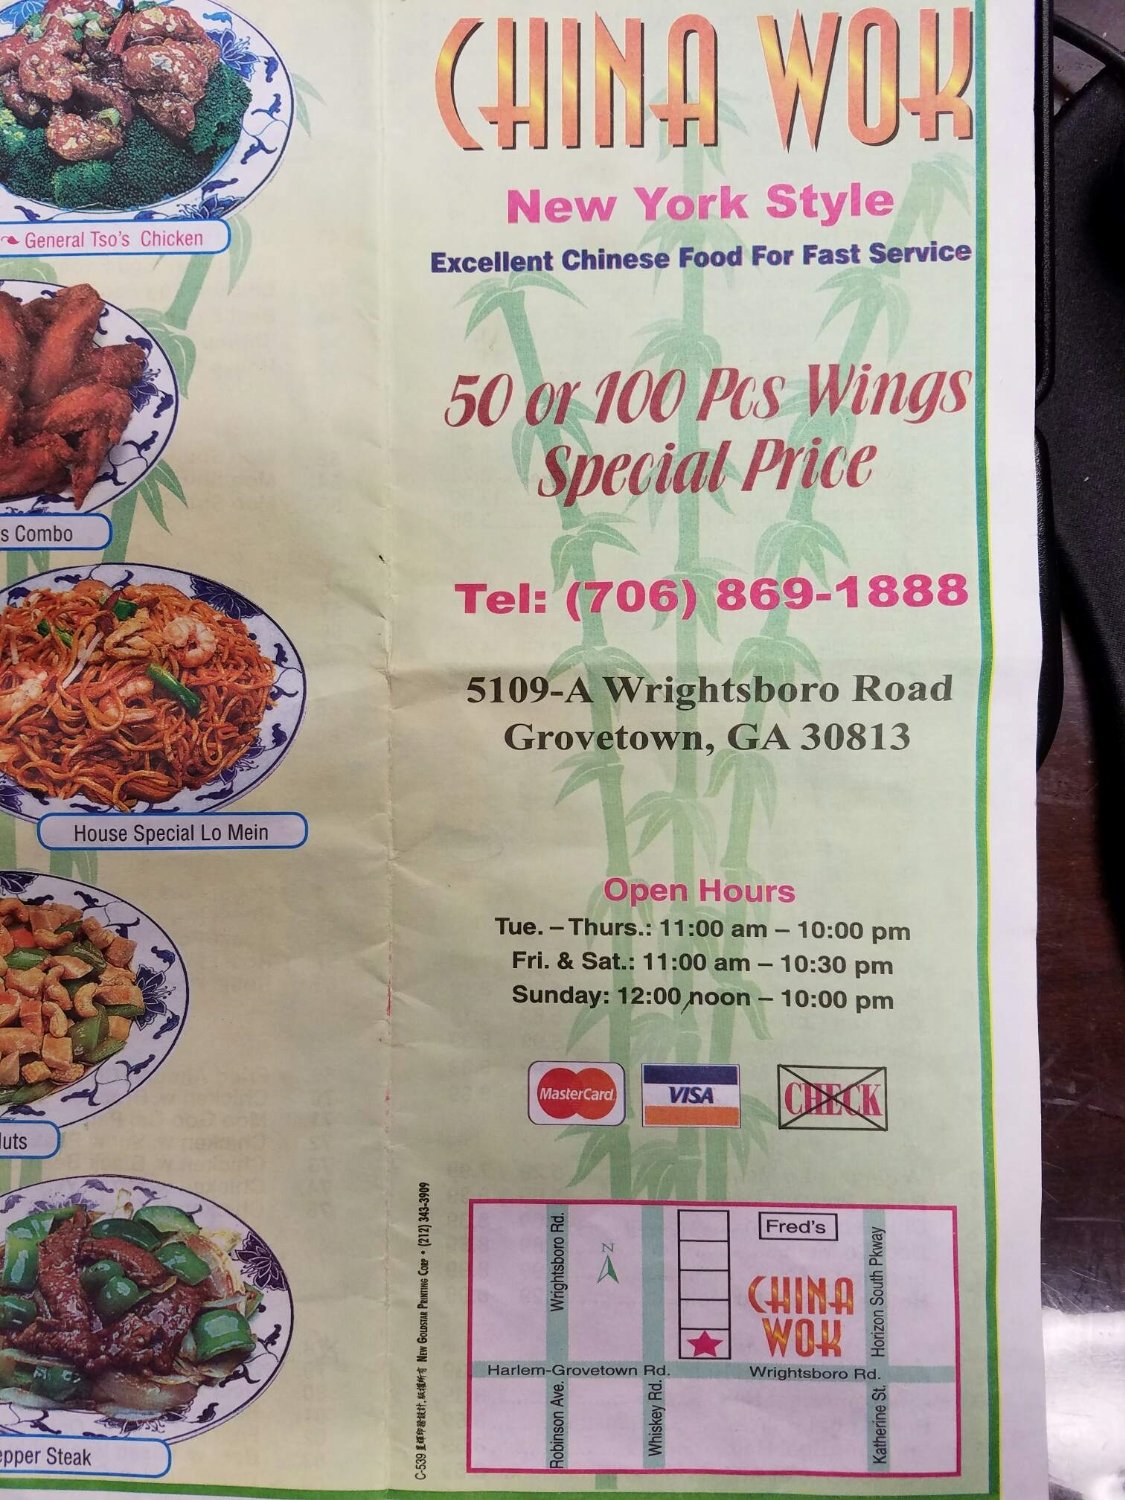 General Tso's Chicken
s Combo
House Special Lo Mein
uts
epper Steak
CHINA WOK
New York Style
Excellent Chinese Food For Fast Service
50 or 100 Pcs Wings
Special Price
Tel: (706) 869-1888
5109-A Wrightsboro Road
Grovetown, GA 30813
Open Hours
Tue. – Thurs.: 11:00 am – 10:00 pm
Fri. & Sat.: 11:00 am – 10:30 pm
Sunday: 12:00 noon – 10:00 pm
MasterCard
VISA
CHECK
C-539 New Goldstar Printing Corp • (212) 343-3909
Wrightsboro Rd.
N
Fred's
CHINA
WOK
Horizon South Pkway
Harlem-Grovetown Rd.
Wrightsboro Rd.
Robinson Ave.
Whiskey Rd.
Katherine St.